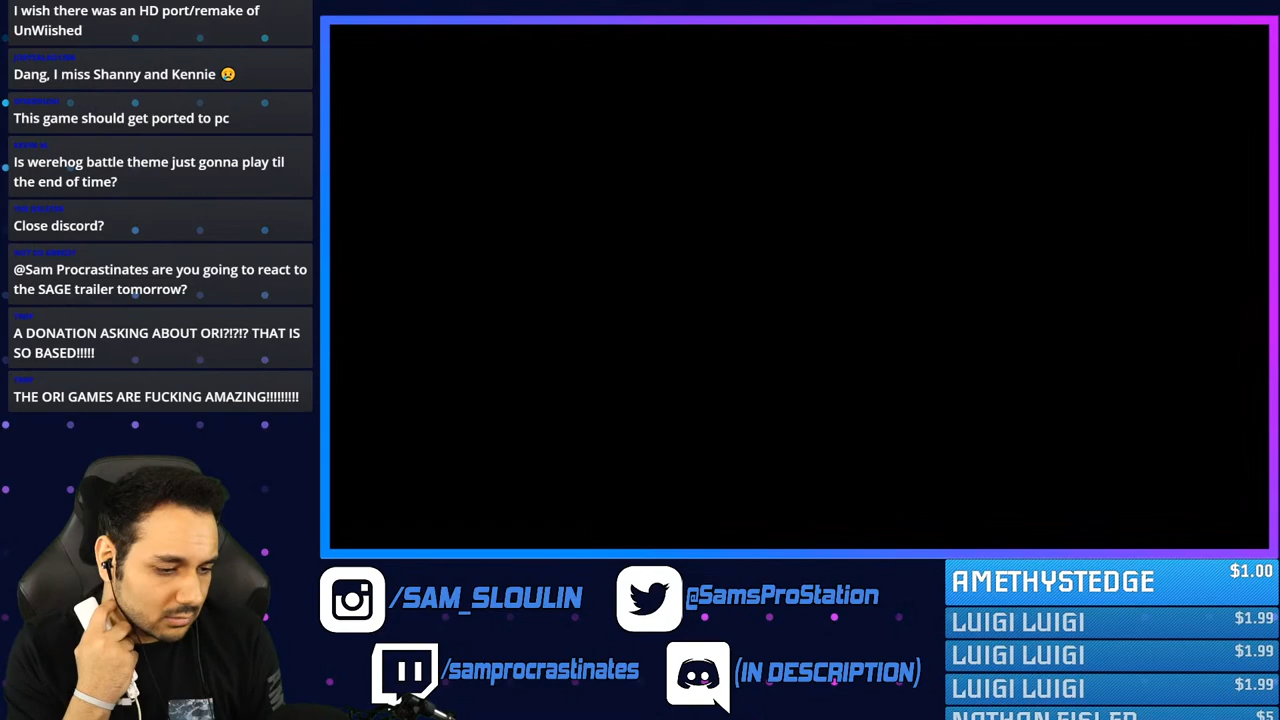 I wish there was an HD port/remake of
UnWiished
Dang, I miss Shanny and Kennie 😢
This game should get ported to pc
Is werehog battle theme just gonna play til
the end of time?
Close discord?
@Sam Procrastinates are you going to react to
the SAGE trailer tomorrow?
A DONATION ASKING ABOUT ORI?!?!? THAT IS
SO BASED!!!!!
THE ORI GAMES ARE FUCKING AMAZING!!!!!!!!!
/SAM_SLOULIN
@SamsProStation
/samprocrastinates
(IN DESCRIPTION)
AMETHYSTEDGE $1.00
LUIGI LUIGI $1.99
LUIGI LUIGI $1.99
LUIGI LUIGI $1.99
NATHAN FISLER $5